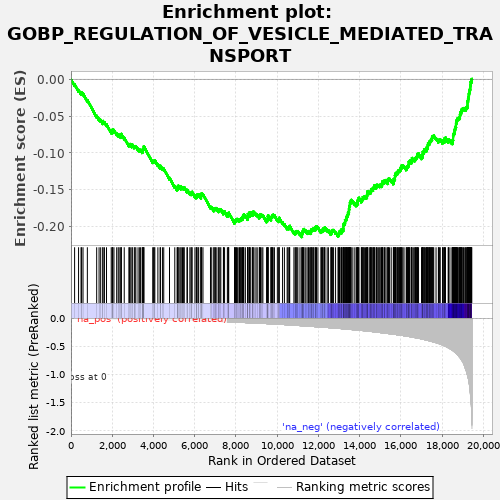 Enrichment plot:
GOBP_REGULATION_OF_VESICLE_MEDIATED_TRA
NSPORT
Enrichment score (ES)
0.00
-0.05
-0.10
-0.15
-0.20
Ranked list metric (PreRanked)
'na_pos' (positively correlated)
0.0
-0.5
oss at 0
-1.0
-1.5
'na_neg' (negatively correlated)
-2.0
0
2,000
4,000
6,000
8,000
10,000
12,000
14,000
16,000
18,000
20,000
Rank in Ordered Dataset
Enrichment profile
Hits
Ranking metric scores